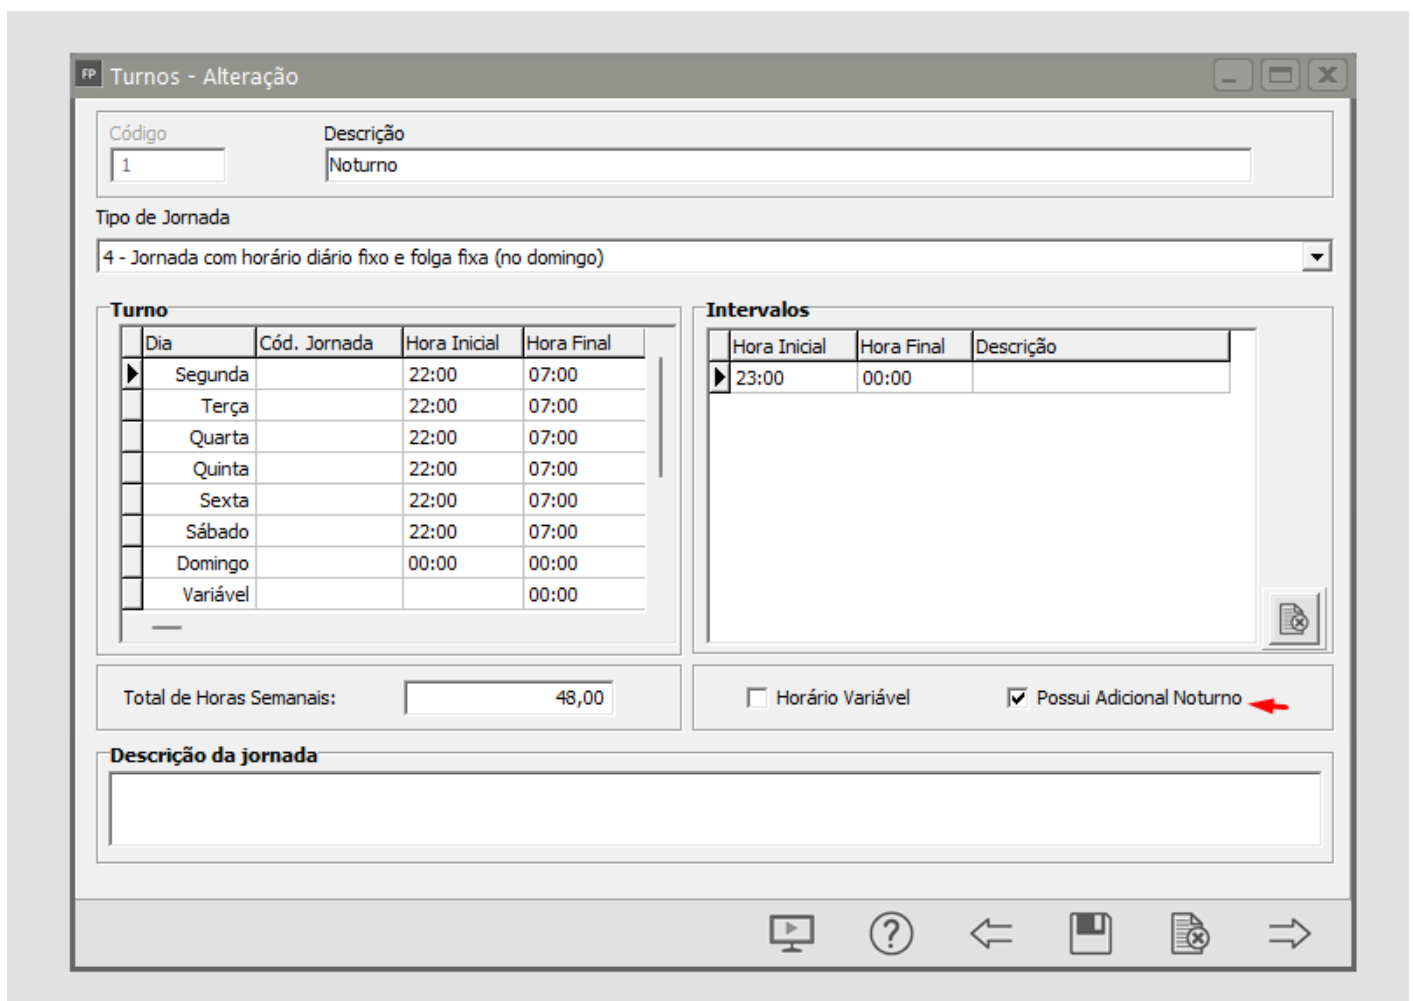 FP Turnos - Alteração
Código Descrição
1 Noturno
Tipo de Jornada
4 - Jornada com horário diário fixo e folga fixa (no domingo)
Turno
Dia Cód. Jornada Hora Inicial Hora Final
Segunda 22:00 07:00
Terça 22:00 07:00
Quarta 22:00 07:00
Quinta 22:00 07:00
Sexta 22:00 07:00
Sábado 22:00 07:00
Domingo 00:00 00:00
Variável 00:00
Intervalos
Hora Inicial Hora Final Descrição
23:00 00:00
Total de Horas Semanais: 48,00
Horário Variável Possui Adicional Noturno
Descrição da jornada
?